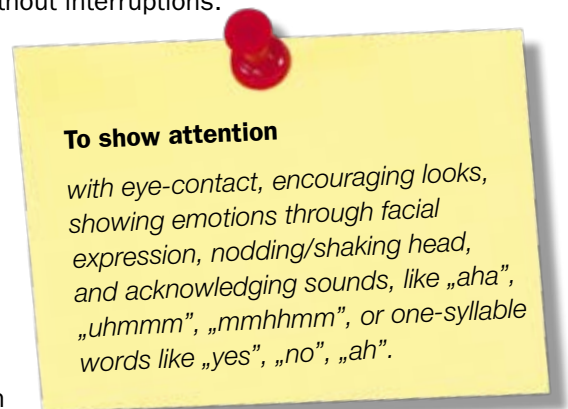 thout interruptions.
To show attention
with eye-contact, encouraging looks,
showing emotions through facial
expression, nodding/shaking head,
and acknowledging sounds, like „aha”,
„uhmmm”, „mmhhmm”, or one-syllable
words like „yes”, „no”, „ah”.